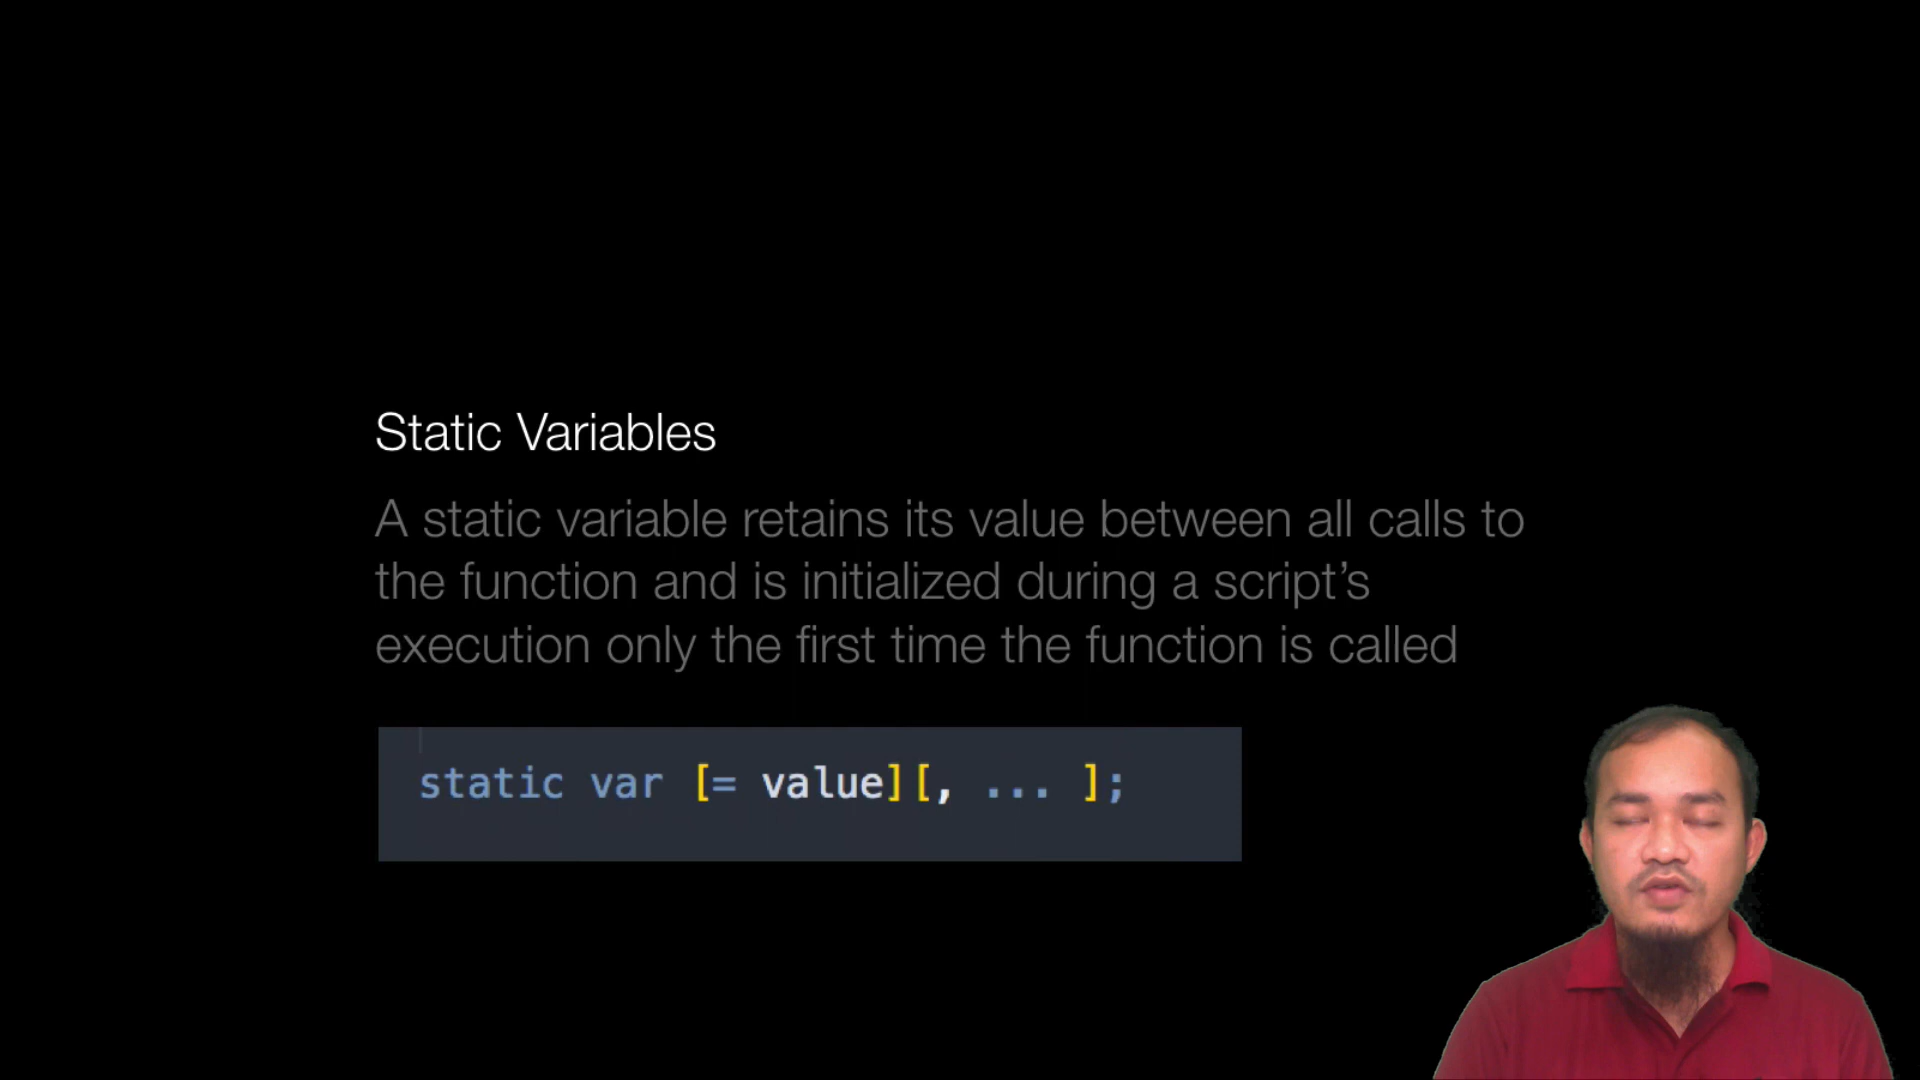 Static Variables
A static variable retains its value between all calls to
the function and is initialized during a script’s
execution only the first time the function is called
static var [= value][, ... ];